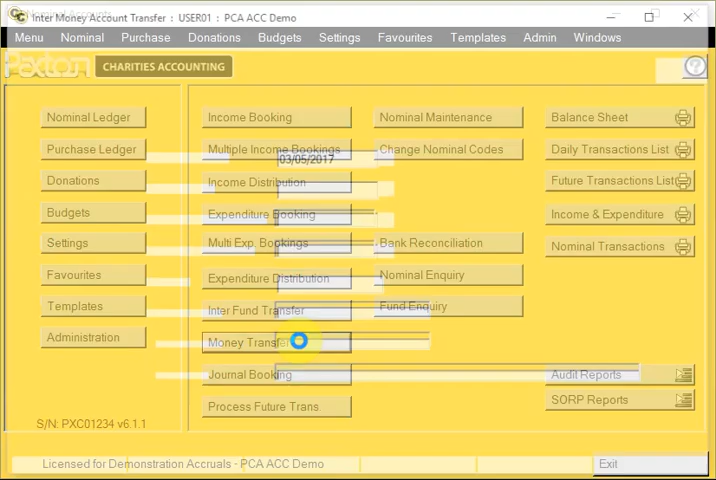 Inter Money Account Transfer : USER01 : PCA ACC Demo
Menu Nominal Purchase Donations Budgets Settings Favourites Templates Admin Windows
Paxton CHARITIES ACCOUNTING ?
Nominal Ledger Income Booking Nominal Maintenance Balance Sheet
Purchase Ledger Multiple Income Bookings Change Nominal Codes Daily Transactions List
03/05/2017
Donations Income Distribution Future Transactions List
Budgets Expenditure Booking Income & Expenditure
Settings Multi Exp. Bookings Bank Reconciliation Nominal Transactions
Favourites Expenditure Distribution Nominal Enquiry
Templates Inter Fund Transfer Fund Enquiry
Administration Money Transfer
Journal Booking Audit Reports
Process Future Trans. SORP Reports
S/N: PXC01234 v6.1.1
Licensed for Demonstration Accruals - PCA ACC Demo Exit